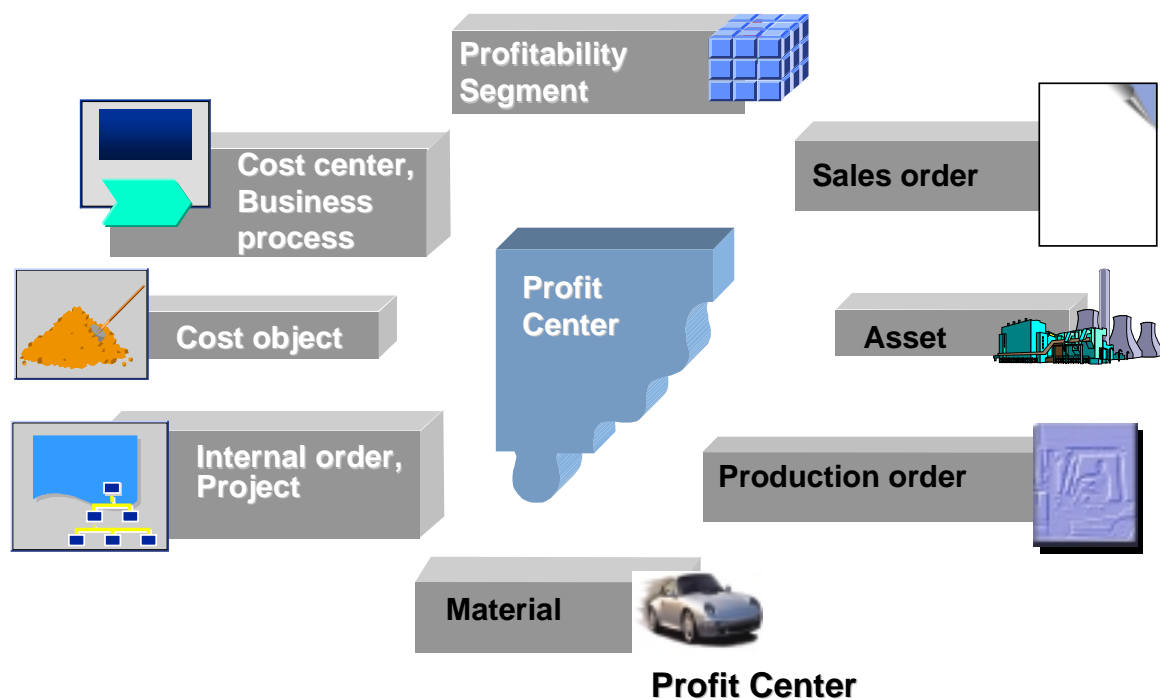 Profitability
Segment
Cost center,
Business
process
Sales order
Profit
Center
Cost object
Asset
Internal order,
Project
Production order
Material
Profit Center